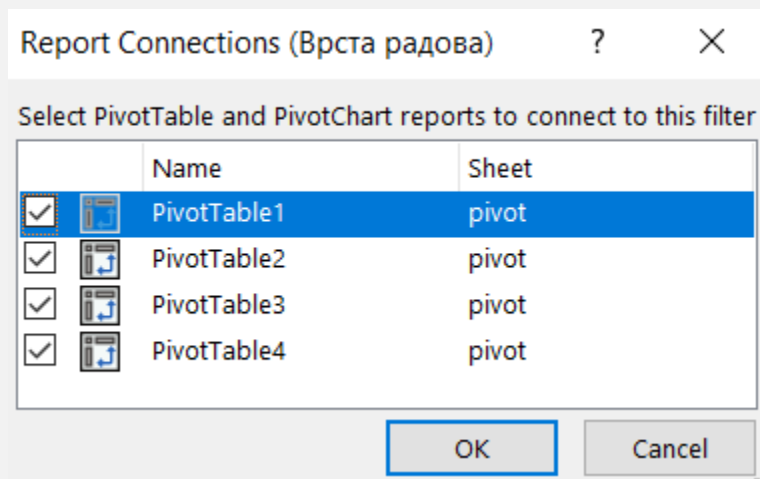 Report Connections (Врста радова) ? ×
Select PivotTable and PivotChart reports to connect to this filter
Name Sheet
PivotTable1 pivot
PivotTable2 pivot
PivotTable3 pivot
PivotTable4 pivot
OK Cancel